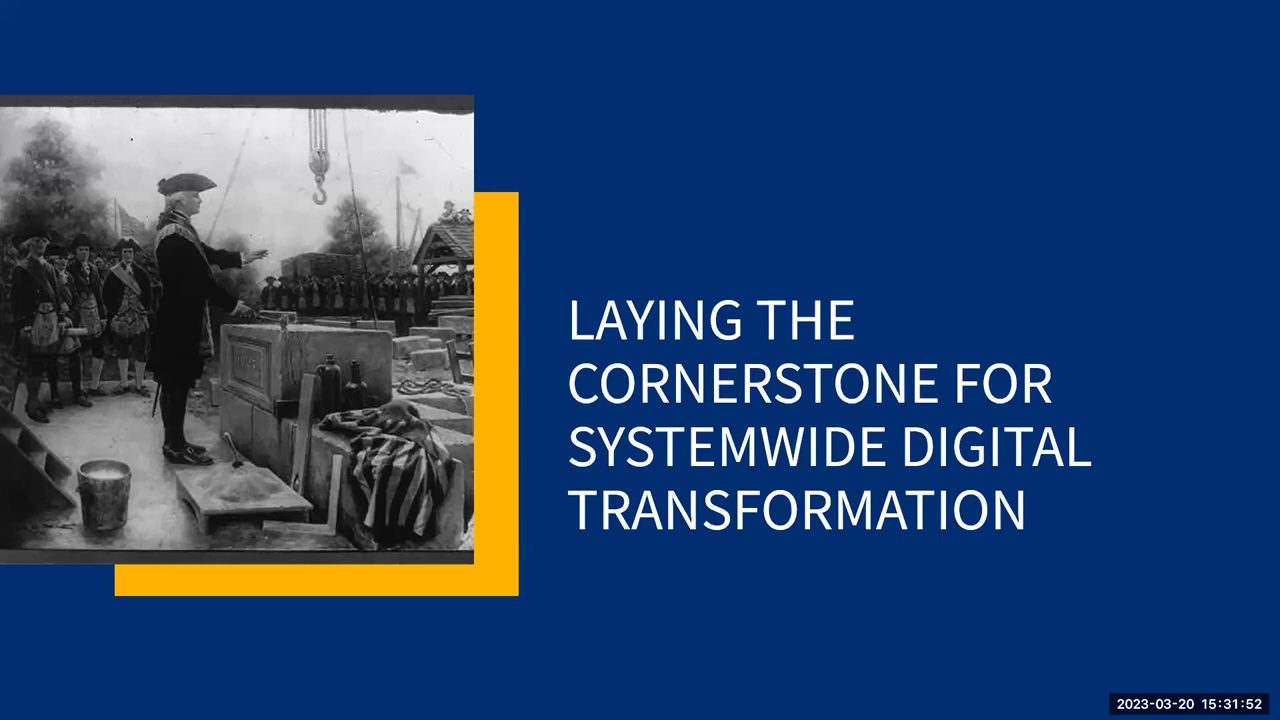 LAYING THE
CORNERSTONE FOR
SYSTEMWIDE DIGITAL
TRANSFORMATION
2023-03-20 15:31:52